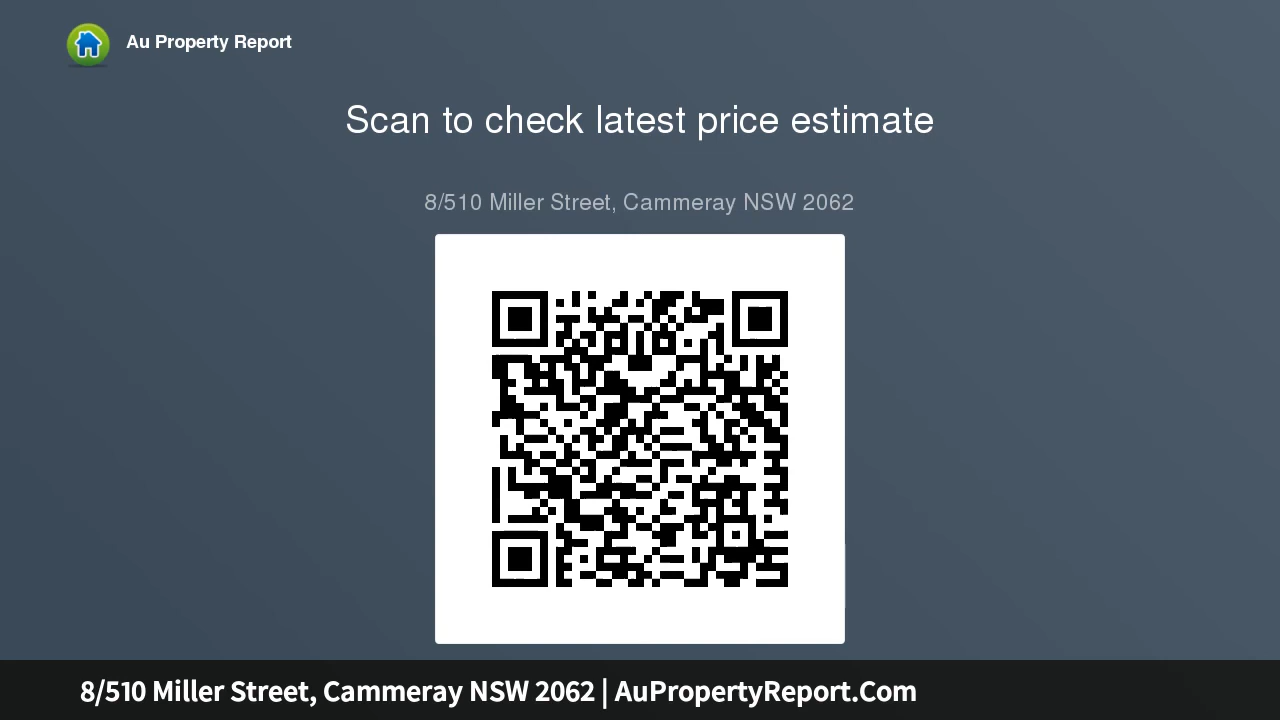 Au Property Report
Scan to check latest price estimate
8/510 Miller Street, Cammeray NSW 2062
8/510 Miller Street, Cammeray NSW 2062 | AuPropertyReport.Com